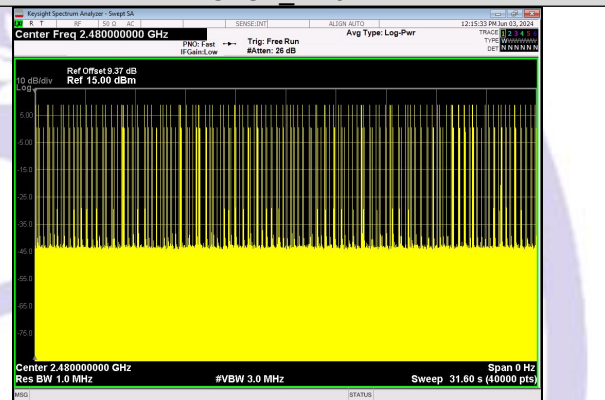 Keysight Spectrum Analyzer - Swept SA
R T RF 50 Ω AC SENSE:INT ALIGN AUTO 12:15:33 PM Jun 03, 2024
Center Freq 2.480000000 GHz Avg Type: Log-Pwr TRACE 1 2 3 4 5 6
PNO: Fast Trig: Free Run TYPE
IFGain:Low #Atten: 26 dB DET N N N N N N
Ref Offset 9.37 dB
10 dB/div Ref 15.00 dBm
Log
5.00
-5.00
-15.0
-25.0
-35.0
-45.0
-55.0
-65.0
-75.0
Center 2.480000000 GHz Span 0 Hz
Res BW 1.0 MHz #VBW 3.0 MHz Sweep 31.60 s (40000 pts)
MSG STATUS